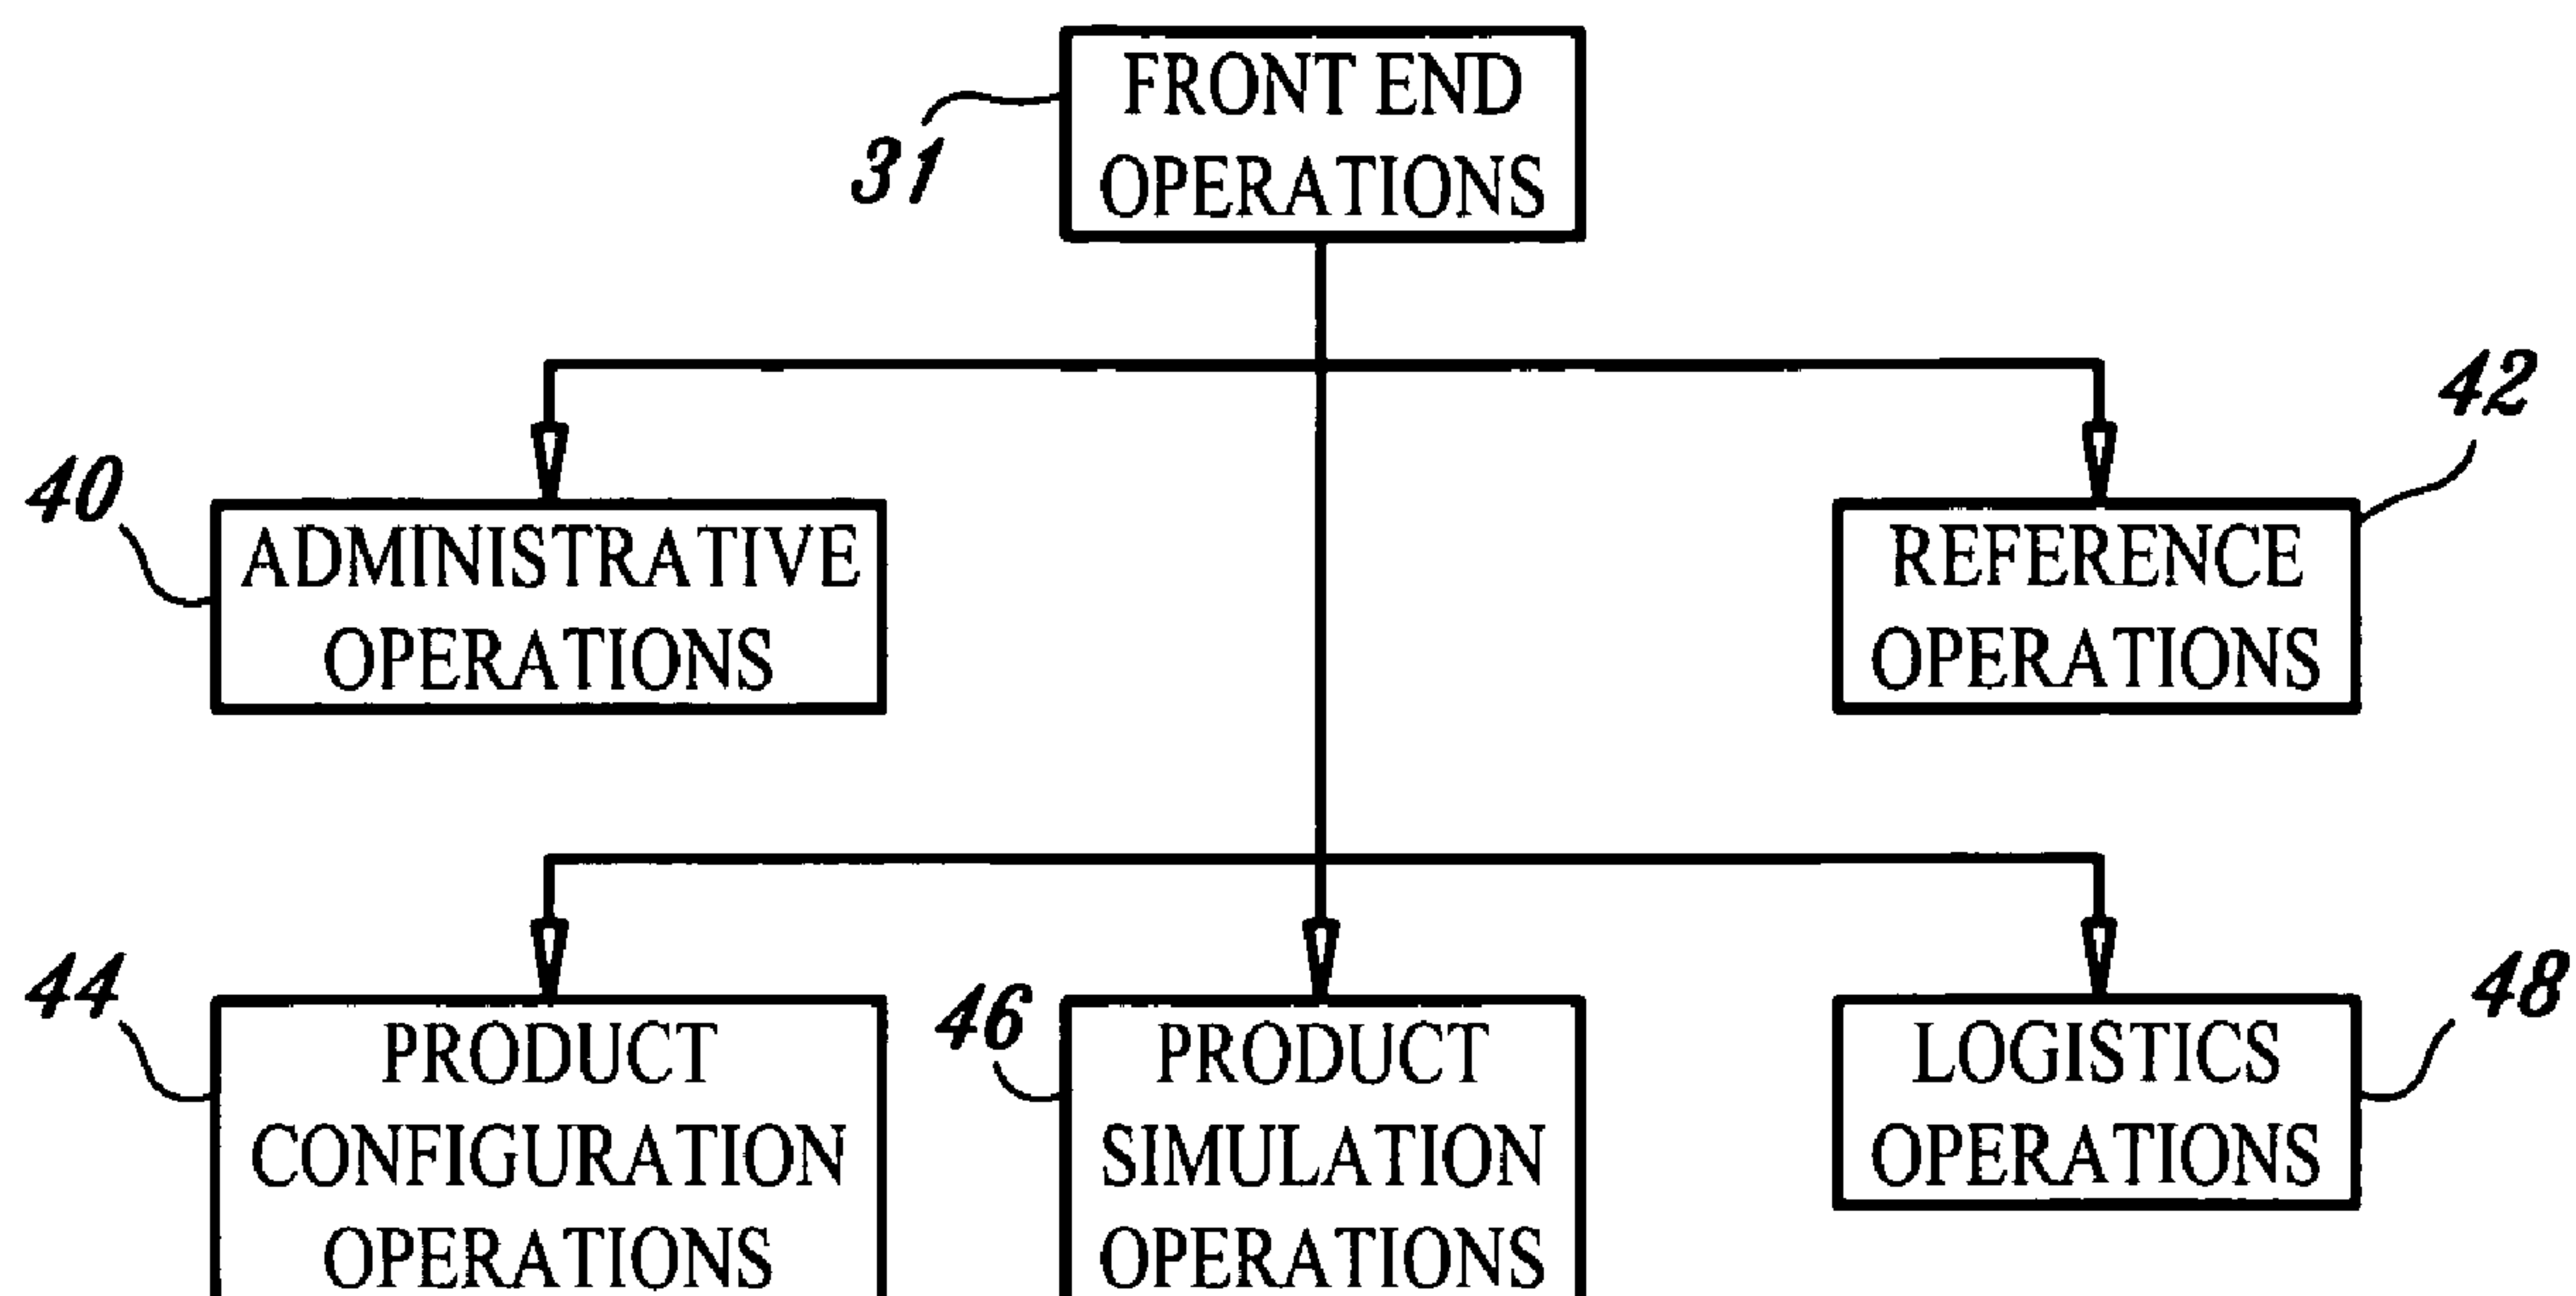 FRONT END
OPERATIONS
31
42
40
ADMINISTRATIVE
OPERATIONS
REFERENCE
OPERATIONS
44
PRODUCT
CONFIGURATION
OPERATIONS
46
PRODUCT
SIMULATION
OPERATIONS
48
LOGISTICS
OPERATIONS